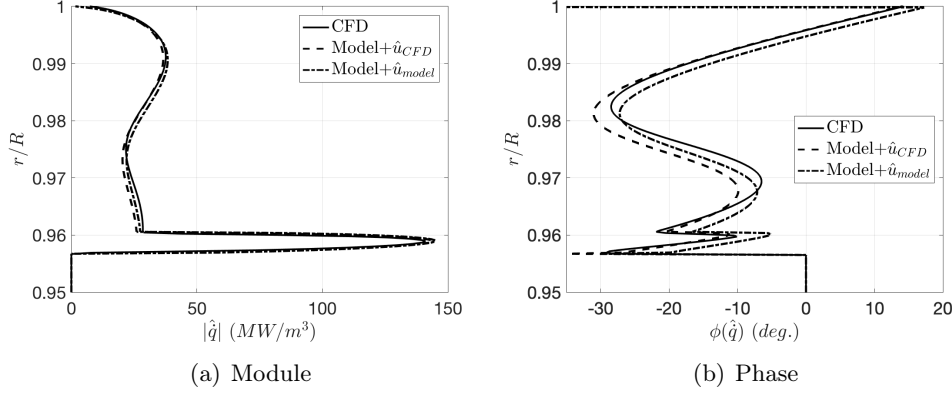 1
0.99
0.98
0.97
0.96
0.95
r/R
0
50
100
150
|q̂| (MW/m³)
CFD
Model+û_CFD
Model+û_model
(a) Module
1
0.99
0.98
0.97
0.96
0.95
r/R
-30
-20
-10
0
10
20
ϕ(q̂) (deg.)
CFD
Model+û_CFD
Model+û_model
(b) Phase